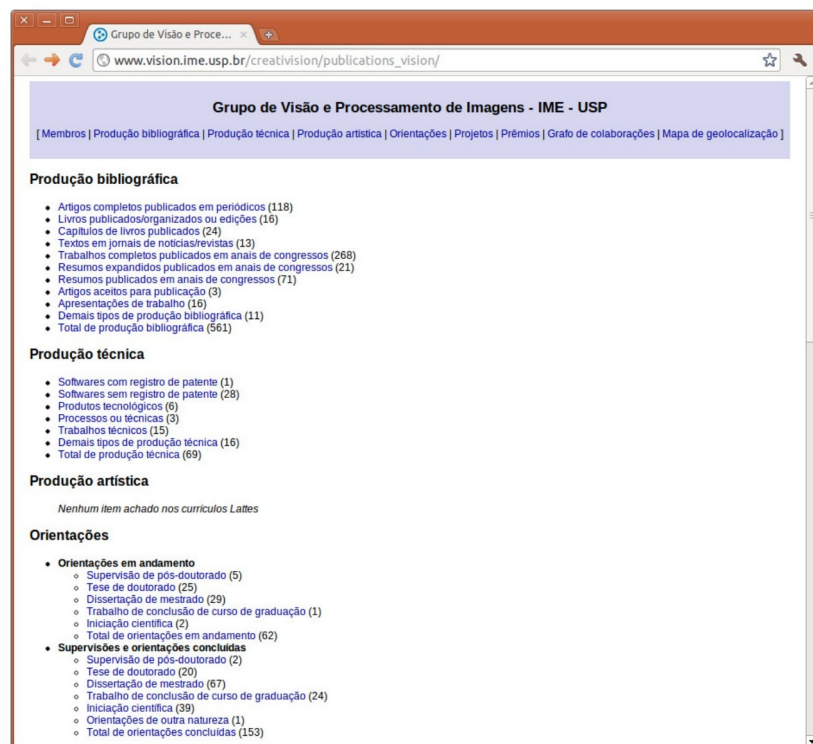 Grupo de Visão e Proce...
www.vision.ime.usp.br/creativision/publications_vision/
Grupo de Visão e Processamento de Imagens - IME - USP
[ Membros | Produção bibliográfica | Produção técnica | Produção artística | Orientações | Projetos | Prêmios | Grafo de colaborações | Mapa de geolocalização ]
Produção bibliográfica
Artigos completos publicados em periódicos (118)
Livros publicados/organizados ou edições (16)
Capítulos de livros publicados (24)
Textos em jornais de notícias/revistas (13)
Trabalhos completos publicados em anais de congressos (268)
Resumos expandidos publicados em anais de congressos (21)
Resumos publicados em anais de congressos (71)
Artigos aceitos para publicação (3)
Apresentações de trabalho (16)
Demais tipos de produção bibliográfica (11)
Total de produção bibliográfica (561)
Produção técnica
Softwares com registro de patente (1)
Softwares sem registro de patente (28)
Produtos tecnológicos (6)
Processos ou técnicas (3)
Trabalhos técnicos (15)
Demais tipos de produção técnica (16)
Total de produção técnica (69)
Produção artística
Nenhum item achado nos currículos Lattes
Orientações
Orientações em andamento
Supervisão de pós-doutorado (5)
Tese de doutorado (25)
Dissertação de mestrado (29)
Trabalho de conclusão de curso de graduação (1)
Iniciação científica (2)
Total de orientações em andamento (62)
Supervisões e orientações concluídas
Supervisão de pós-doutorado (2)
Tese de doutorado (20)
Dissertação de mestrado (67)
Trabalho de conclusão de curso de graduação (24)
Iniciação científica (39)
Orientações de outra natureza (1)
Total de orientações concluídas (153)